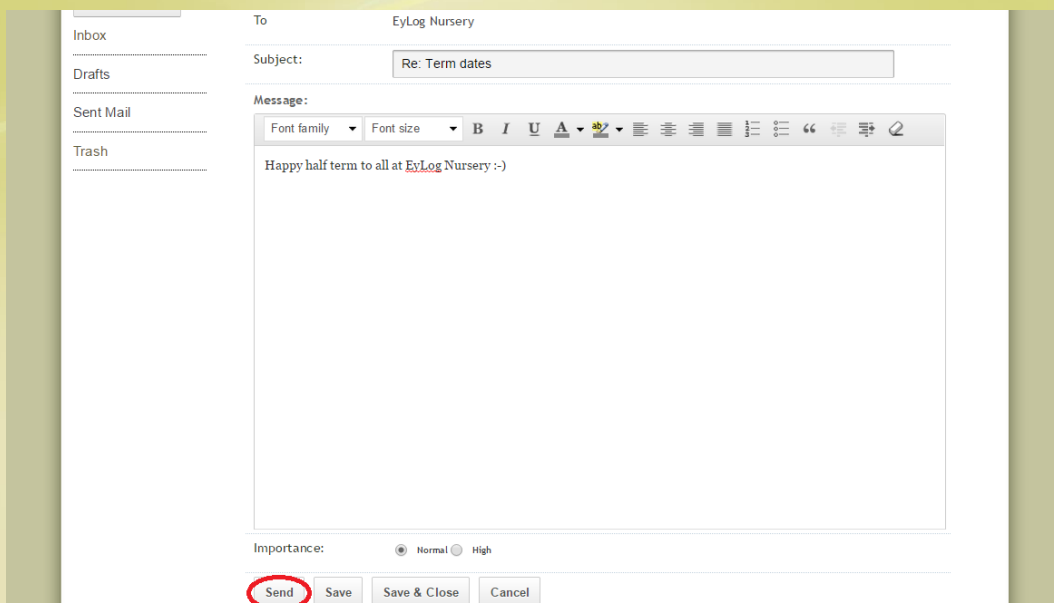 Inbox
Drafts
Sent Mail
Trash
To EyLog Nursery
Subject: Re: Term dates
Message:
Font family Font size B I U A ab
Happy half term to all at EyLog Nursery :-)
Importance: Normal High
Send Save Save & Close Cancel